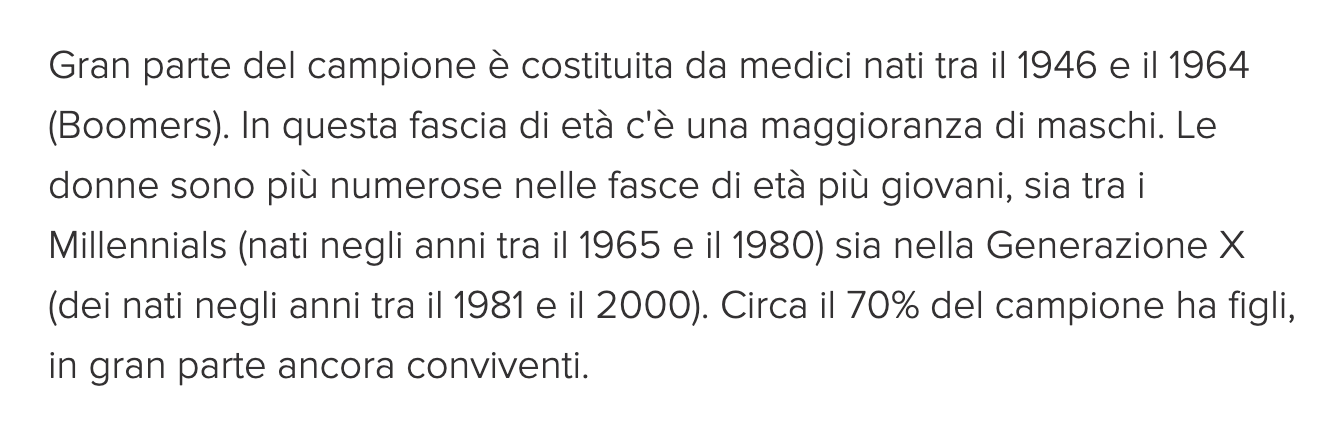 Gran parte del campione è costituita da medici nati tra il 1946 e il 1964
(Boomers). In questa fascia di età c'è una maggioranza di maschi. Le
donne sono più numerose nelle fasce di età più giovani, sia tra i
Millennials (nati negli anni tra il 1965 e il 1980) sia nella Generazione X
(dei nati negli anni tra il 1981 e il 2000). Circa il 70% del campione ha figli,
in gran parte ancora conviventi.